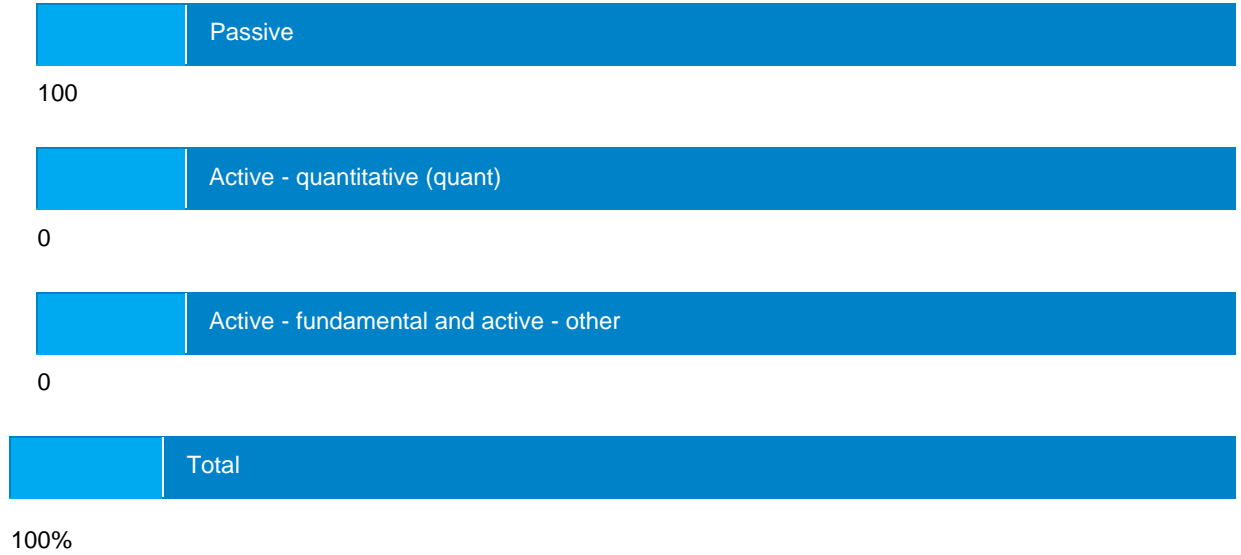 Passive
100
Active - quantitative (quant)
0
Active - fundamental and active - other
0
Total
100%